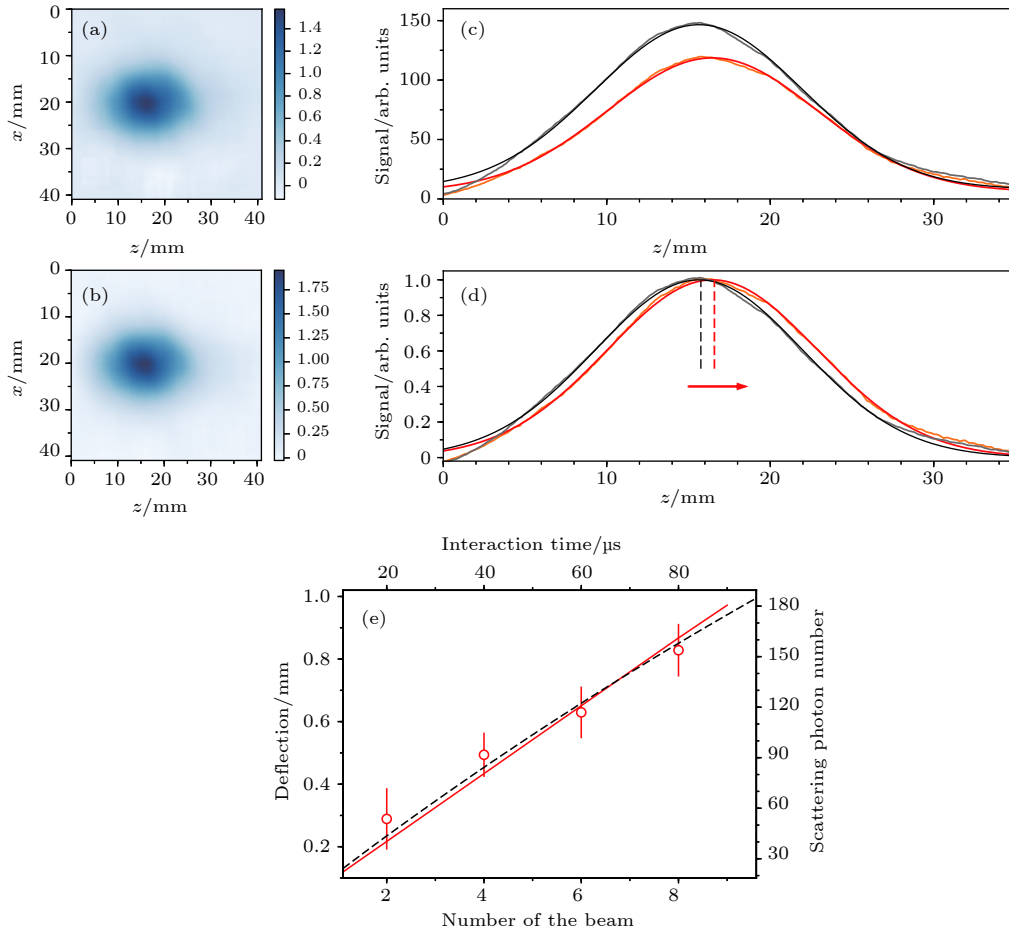 (a)
0
10
20
30
40
x/mm
0 10 20 30 40
z/mm
1.4
1.2
1.0
0.8
0.6
0.4
0.2
0
(b)
0
10
20
30
40
x/mm
0 10 20 30 40
z/mm
1.75
1.50
1.25
1.00
0.75
0.50
0.25
0
(c)
150
100
50
0
Signal/arb. units
0 10 20 30
z/mm
(d)
1.0
0.8
0.6
0.4
0.2
0
Signal/arb. units
0 10 20 30
z/mm
Interaction time/μs
20 40 60 80
(e)
1.0
0.8
0.6
0.4
0.2
Deflection/mm
180
150
120
90
60
30
Scattering photon number
2 4 6 8
Number of the beam